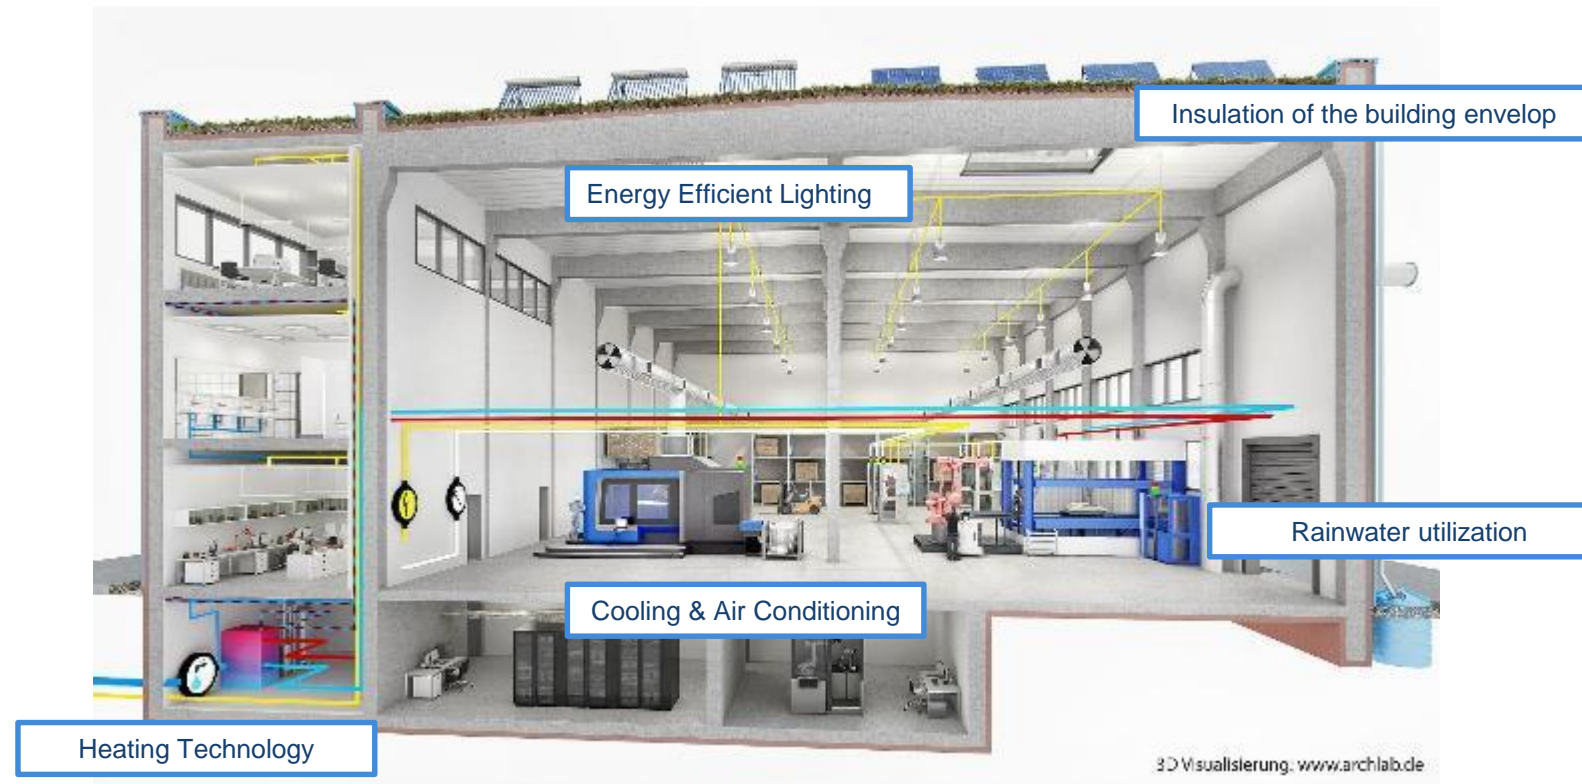 Insulation of the building envelop
Energy Efficient Lighting
Rainwater utilization
Cooling & Air Conditioning
Heating Technology
3D Visualisierung: www.archlab.de